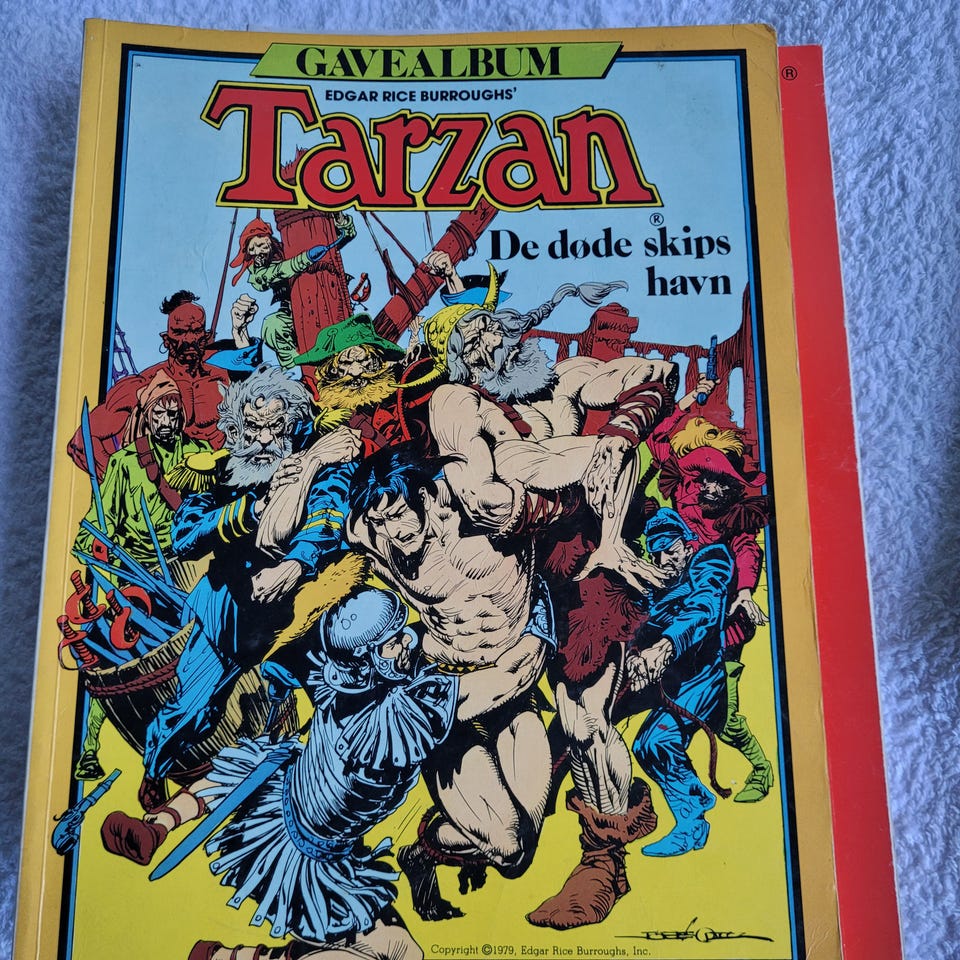 GAVEALBUM
EDGAR RICE BURROUGHS'
Tarzan
®
De døde skips
havn
Copyright ©1979, Edgar Rice Burroughs, Inc.
®